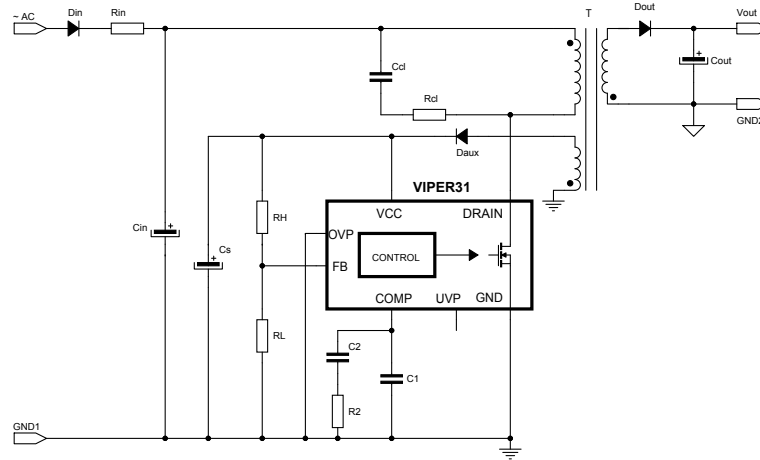 ~ AC
Din
Rin
T
Dout
Vout
Ccl
+
Cout
Rcl
GND2
Daux
VIPER31
RH
VCC
DRAIN
Cin
+
Cs
+
OVP
CONTROL
FB
COMP
UVP
GND
RL
C2
C1
R2
GND1